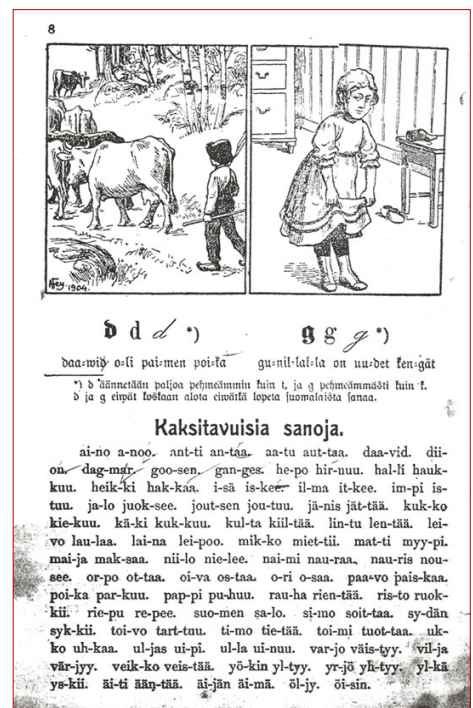 8
AFay. 1904.
d d d *) g g g *)
daa=wid o=li pai=men poi=ka gu=nil=lal=la on uu=det ken=gät
*) d äännetään paljoa pehmeämmin kuin t, ja g pehmeämmästi kuin k.
d ja g eiwät koskaan alota eiwätkä lopeta suomalaista sanaa.
Kaksitavuisia sanoja.
ai-no a-noo. ant-ti an-taa. aa-tu aut-taa. daa-vid. dii-
on. dag-mar. goo-sen. gan-ges. he-po hir-nuu. hal-li hauk-
kuu. heik-ki hak-kaa. i-sä is-kee. il-ma it-kee. im-pi is-
tuu. ja-lo juok-see. jout-sen jou-tuu. jä-nis jät-tää. kuk-ko
kie-kuu. kä-ki kuk-kuu. kul-ta kiil-tää. lin-tu len-tää. lei-
vo lau-laa. lai-na lei-poo. mik-ko miet-tii. mat-ti myy-pi.
mai-ja mak-saa. nii-lo nie-lee. nai-mi nau-raa. nau-ris nou-
see. or-po ot-taa. oi-va os-taa. o-ri o-saa. paa-vo pais-kaa.
poi-ka par-kuu. pap-pi pu-huu. rau-ha rien-tää. ris-to ruok-
kii. rie-pu re-pee. suo-men sa-lo. si-mo soit-taa. sy-dän
syk-kii. toi-vo tart-tuu. ti-mo tie-tää. toi-mi tuot-taa. uk-
ko uh-kaa. ul-jas ui-pi. ul-la ui-nuu. var-jo väis-tyy. vil-ja
vär-jyy. veik-ko veis-tää. yö-kin yl-tyy. yr-jö yh-tyy. yl-kä
ys-kii. äi-ti ään-tää. äi-jän äi-mä. öl-jy. öi-sin.